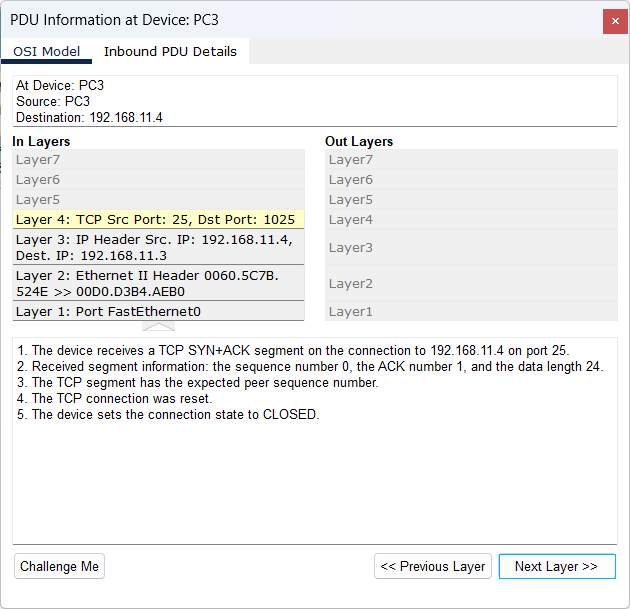 PDU Information at Device: PC3
OSI Model
Inbound PDU Details
At Device: PC3
Source: PC3
Destination: 192.168.11.4
In Layers
Layer7
Layer6
Layer5
Layer 4: TCP Src Port: 25, Dst Port: 1025
Layer 3: IP Header Src. IP: 192.168.11.4,
Dest. IP: 192.168.11.3
Layer 2: Ethernet II Header 0060.5C7B.
524E >> 00D0.D3B4.AEB0
Layer 1: Port FastEthernet0
Out Layers
Layer7
Layer6
Layer5
Layer4
Layer3
Layer2
Layer1
1. The device receives a TCP SYN+ACK segment on the connection to 192.168.11.4 on port 25.
2. Received segment information: the sequence number 0, the ACK number 1, and the data length 24.
3. The TCP segment has the expected peer sequence number.
4. The TCP connection was reset.
5. The device sets the connection state to CLOSED.
Challenge Me
<< Previous Layer
Next Layer >>